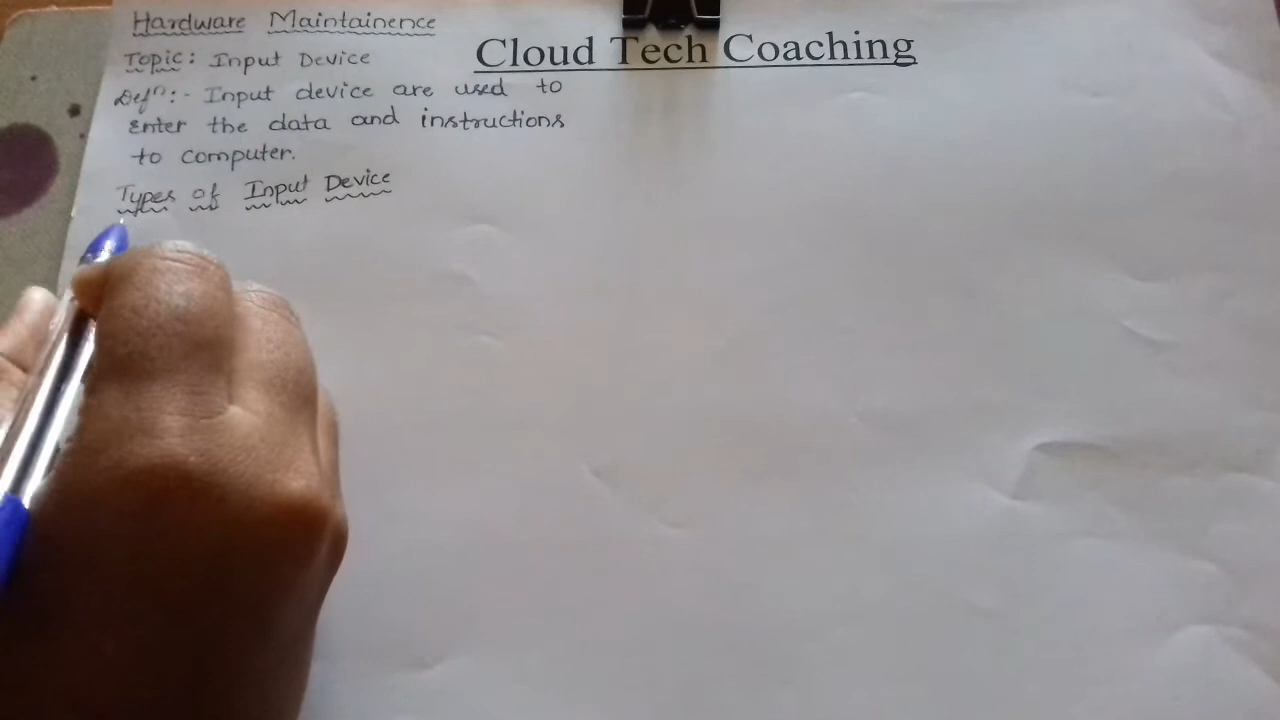 Hardware Maintainence
Cloud Tech Coaching
Topic: Input Device
Defn:- Input device are used to
Enter the data and instructions
to computer.
Types of Input Device